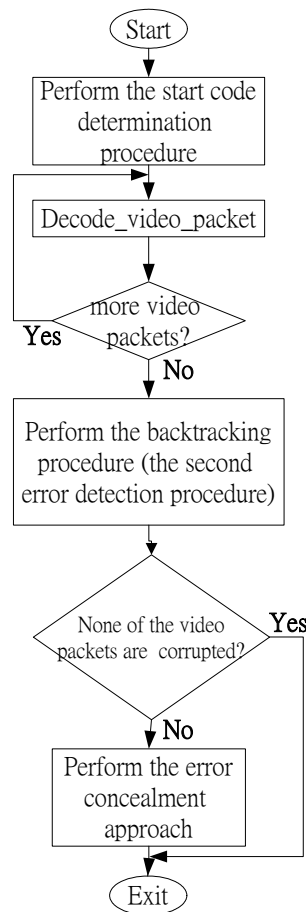 Start
Perform the start code
determination
procedure
Decode_video_packet
more video
packets?
Yes
No
Perform the backtracking
procedure (the second
error detection procedure)
None of the video
packets are corrupted?
Yes
No
Perform the error
concealment
approach
Exit